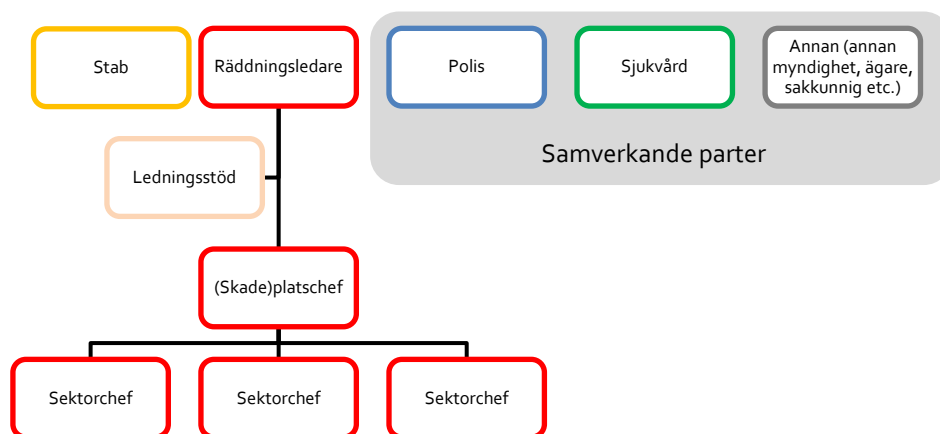 Stab
Räddningsledare
Polis
Sjukvård
Annan (annan
myndighet, ägare,
sakkunnig etc.)
Samverkande parter
Ledningsstöd
(Skade)platschef
Sektorchef
Sektorchef
Sektorchef